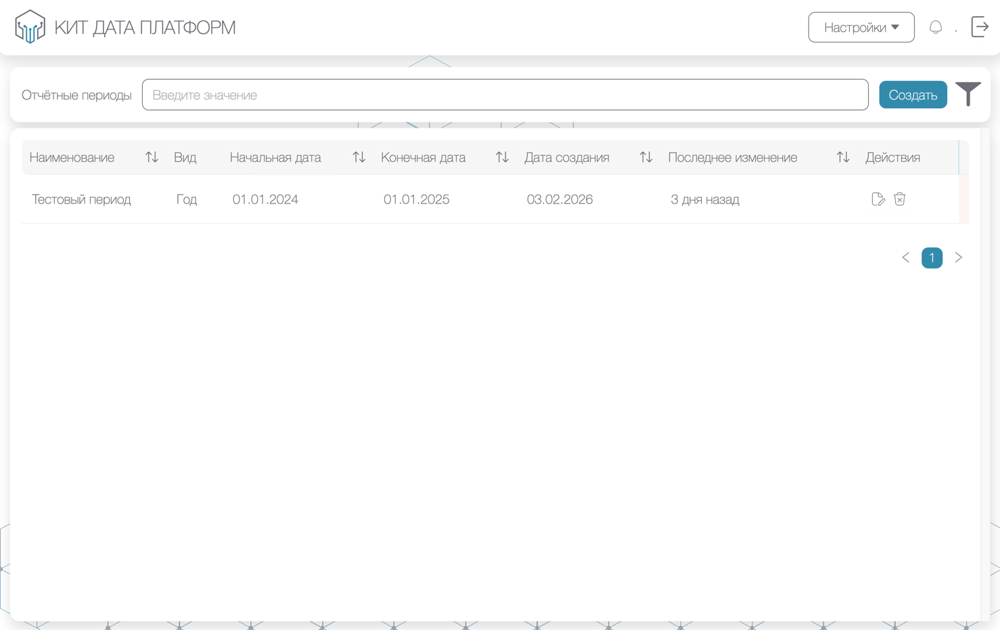 КИТ ДАТА ПЛАТФОРМ
Настройки
.
Отчётные периоды
Введите значение
Создать
Наименование Вид Начальная дата Конечная дата Дата создания Последнее изменение Действия
Тестовый период Год 01.01.2024 01.01.2025 03.02.2026 3 дня назад
1